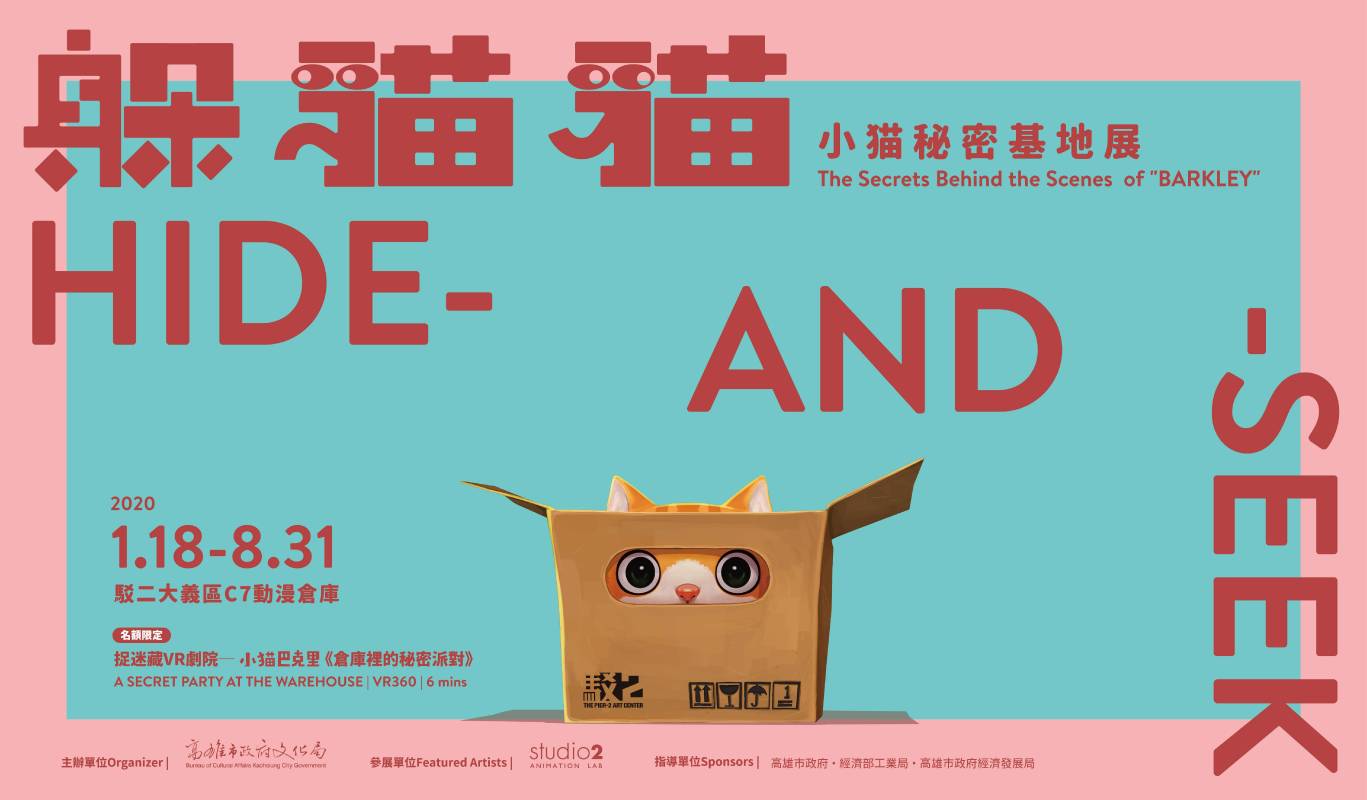 躲貓貓
小猫秘密基地展
The Secrets Behind the Scenes of "BARKLEY"
HIDE-
AND
-SEEK
2020
1.18-8.31
駁二大義區C7動漫倉庫
名額限定
捉迷藏VR劇院─ 小猫巴克里《倉庫裡的秘密派對》
A SECRET PARTY AT THE WAREHOUSE | VR360 | 6 mins
駁二
THE PIER-2 ART CENTER
1
主辦單位Organizer |
高雄市政府文化局
Bureau of Cultural Affairs Kaohsiung City Government
參展單位Featured Artists |
studio2
ANIMATION LAB
指導單位Sponsors |
高雄市政府・經濟部工業局・高雄市政府經濟發展局